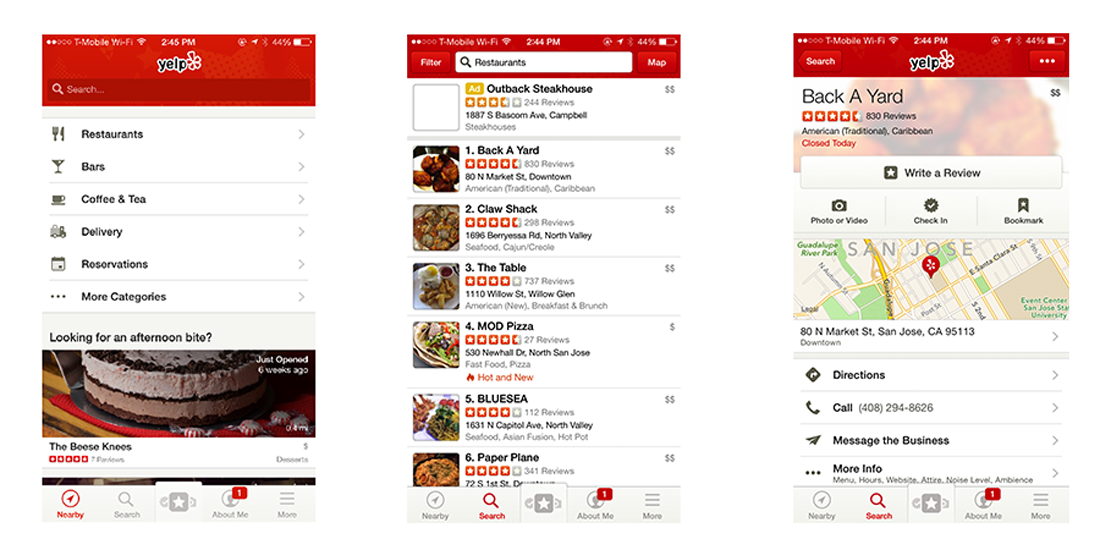 T-Mobile Wi-Fi 2:45 PM 44%
yelp
Search...
Restaurants
Bars
Coffee & Tea
Delivery
Reservations
More Categories
Looking for an afternoon bite?
Just Opened
6 weeks ago
0.4 mi
The Beese Knees $
7 Reviews Desserts
1
Nearby Search About Me More
T-Mobile Wi-Fi 2:44 PM 44%
Filter Restaurants Map
Ad Outback Steakhouse $$
244 Reviews
1887 S Bascom Ave, Campbell
Steakhouses
1. Back A Yard $$
830 Reviews
80 N Market St, Downtown
American (Traditional), Caribbean
2. Claw Shack $$
298 Reviews
1696 Berryessa Rd, North Valley
Seafood, Cajun/Creole
3. The Table $$
737 Reviews
1110 Willow St, Willow Glen
American (New), Breakfast & Brunch
4. MOD Pizza $
27 Reviews
530 Newhall Dr, North San Jose
Fast Food, Pizza
Hot and New
5. BLUESEA $$
112 Reviews
1631 N Capitol Ave, North Valley
Seafood, Asian Fusion, Hot Pot
6. Paper Plane $$
341 Reviews
72 S 1st St, Downtown
1
Nearby Search About Me More
T-Mobile Wi-Fi 2:44 PM 44%
Search yelp
Back A Yard $$
830 Reviews
American (Traditional), Caribbean
Closed Today
Write a Review
Photo or Video Check In Bookmark
Guadalupe
River Park
SAN JOSE
N Autumn St
E Santa Clara St
S 9th St
Post St
S 2nd
Event Center
San Jose State
University
Legal
80 N Market St, San Jose, CA 95113
Downtown
Directions
Call (408) 294-8626
Message the Business
More Info
Menu, Hours, Website, Attire, Noise Level, Ambience
1
Nearby Search About Me More